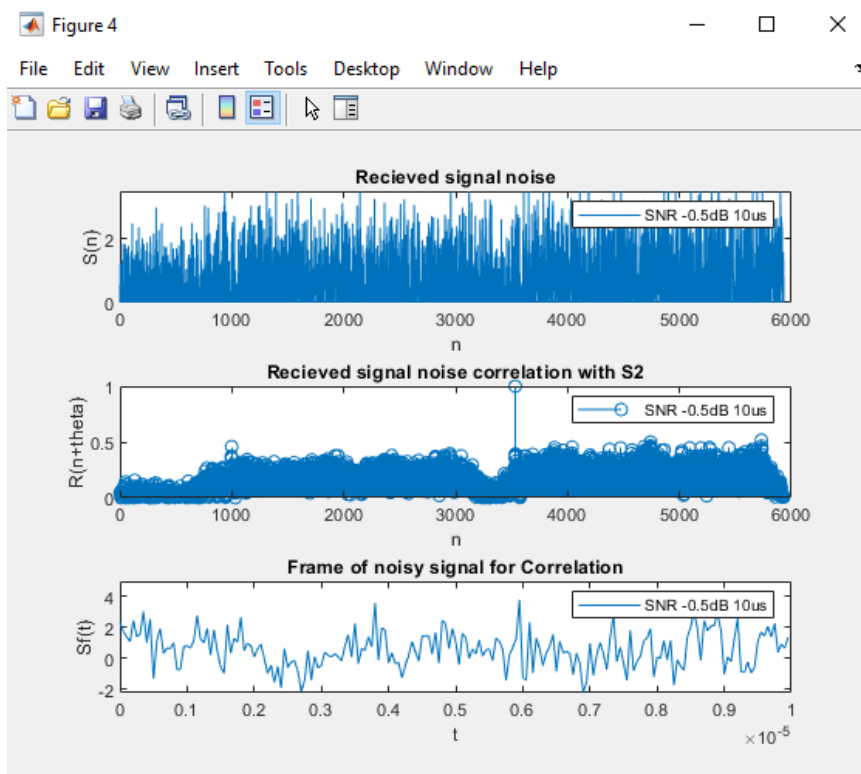 Figure 4
File Edit View Insert Tools Desktop Window Help
Recieved signal noise
SNR -0.5dB 10us
S(n)
2
0
0 1000 2000 3000 4000 5000 6000
n
Recieved signal noise correlation with S2
SNR -0.5dB 10us
R(n+theta)
1
0.5
0
0 1000 2000 3000 4000 5000 6000
n
Frame of noisy signal for Correlation
SNR -0.5dB 10us
Sf(t)
4
2
0
-2
0 0.1 0.2 0.3 0.4 0.5 0.6 0.7 0.8 0.9 1
t
×10⁻⁵